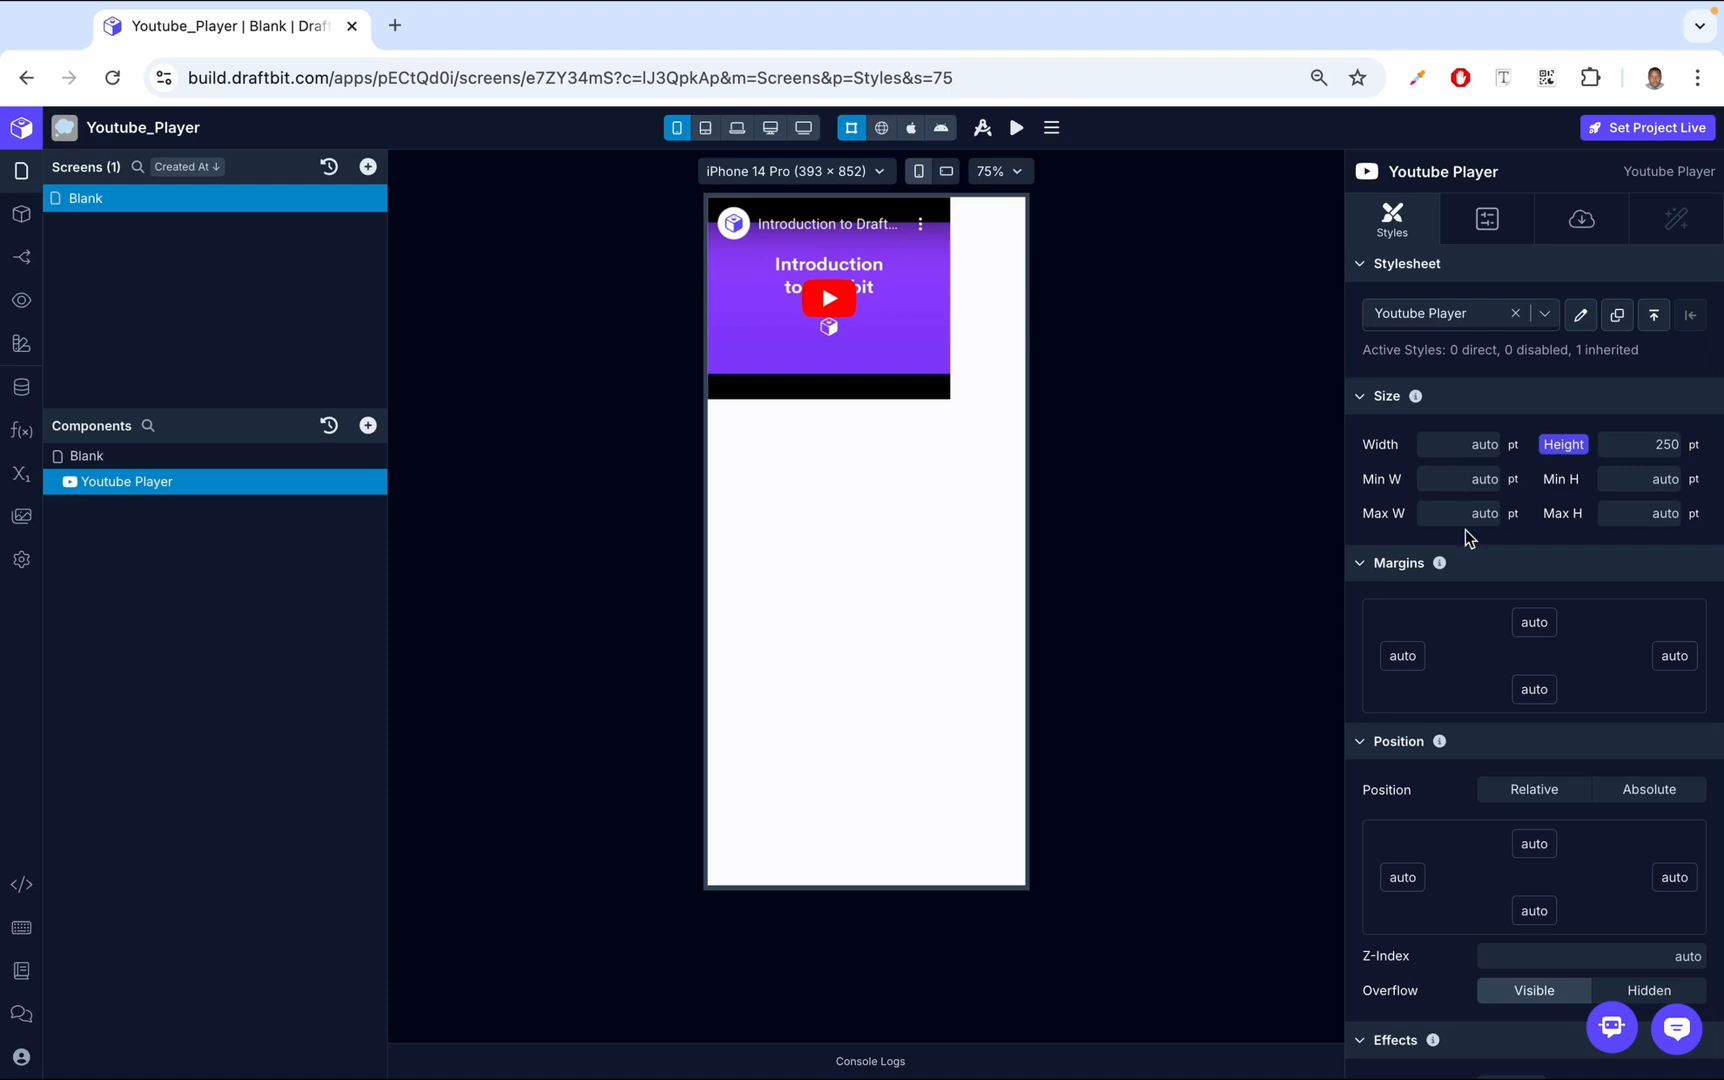 Youtube_Player | Blank | Draft
build.draftbit.com/apps/pECtQd0i/screens/e7ZY34mS?c=lJ3QpkAp&m=Screens&p=Styles&s=75
Youtube_Player
Set Project Live
Screens (1) Created At ↓
Blank
iPhone 14 Pro (393 × 852) 75%
Youtube Player Youtube Player
Styles
Introduction to Draft...
Introduction
to bit
Stylesheet
Youtube Player
Active Styles: 0 direct, 0 disabled, 1 inherited
Size
Width auto pt Height 250 pt
Min W auto pt Min H auto pt
Max W auto pt Max H auto pt
Components
Blank
Youtube Player
f(x)
X1
Margins
auto
auto auto
auto
Position
Position Relative Absolute
auto
auto auto
auto
Z-Index auto
Overflow Visible Hidden
Effects
Console Logs